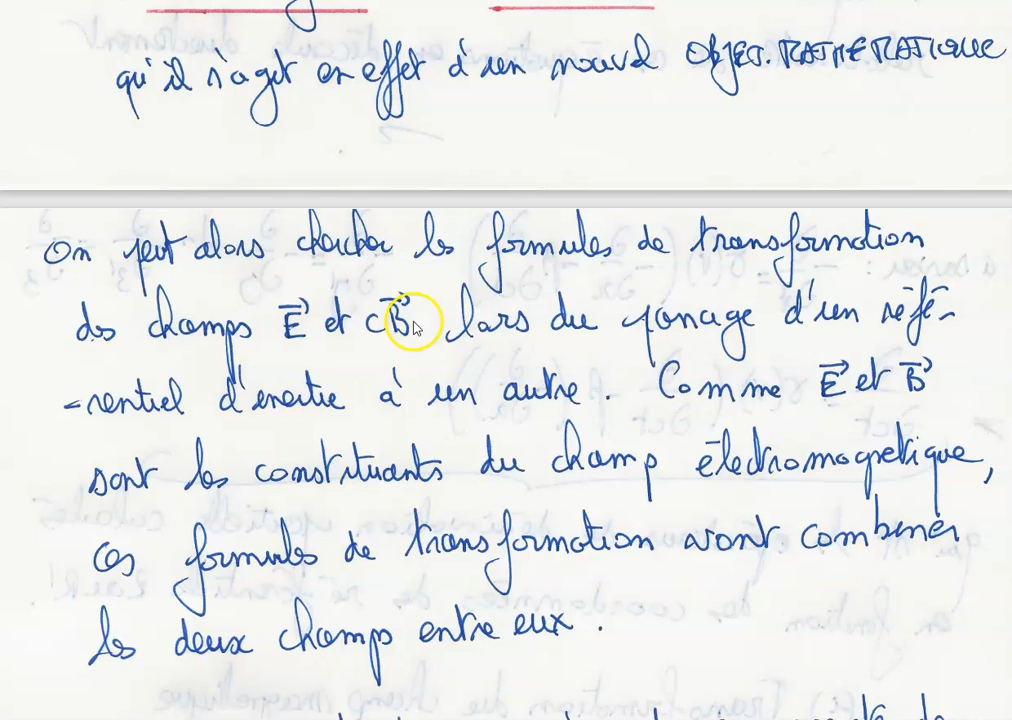 qu'il s'agit en effet d'un nouvel OBJET MATHEMATIQUE
On peut alors chercher les formules de transformation
des champs E⃗ et cB⃗ lors du passage d'un réfé-
-rentiel d'inertie à un autre. Comme E⃗ et B⃗
sont les constituants du champ électromagnétique,
ces formules de transformation vont combiner
les deux champs entre eux.